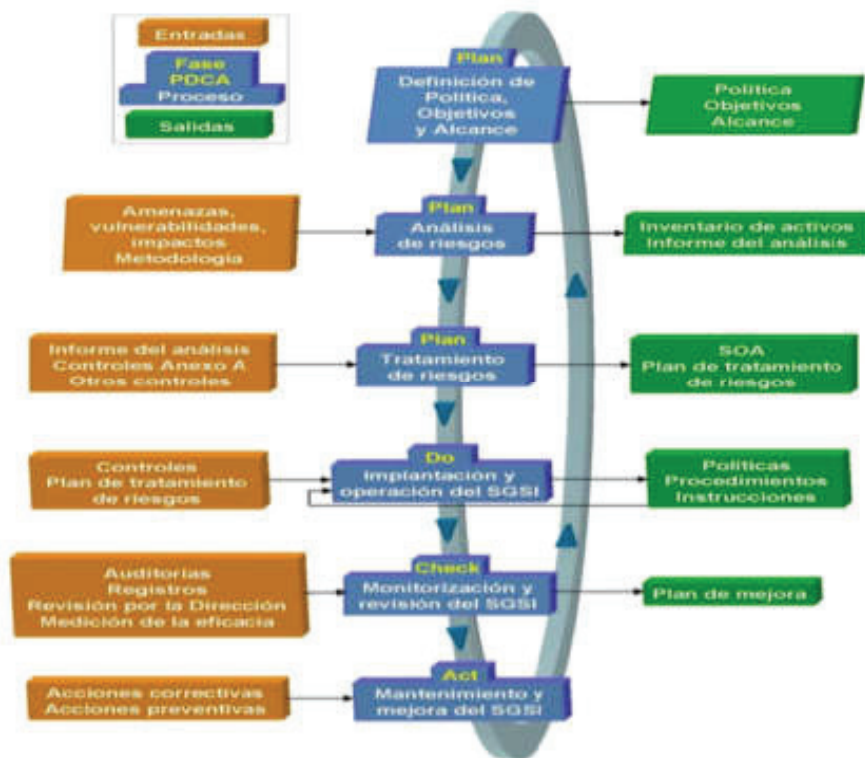 Entradas
Fase
PDCA
Proceso
Salidas
Plan
Definición de
Política,
Objetivos
y Alcance
Política
Objetivos
Alcance
Amenazas,
vulnerabilidades,
impactos
Metodología
Plan
Análisis
de riesgos
Inventario de activos
Informe del análisis
Informe del análisis
Controles Anexo A
Otros controles
Plan
Tratamiento
de riesgos
SOA
Plan de tratamiento
de riesgos
Controles
Plan de tratamiento
de riesgos
Do
Implantación y
operación del SGSI
Políticas
Procedimientos
Instrucciones
Auditorías
Registros
Revisión por la Dirección
Medición de la eficacia
Check
Monitorización y
revisión del SGSI
Plan de mejora
Acciones correctivas
Acciones preventivas
Act
Mantenimiento y
mejora del SGSI